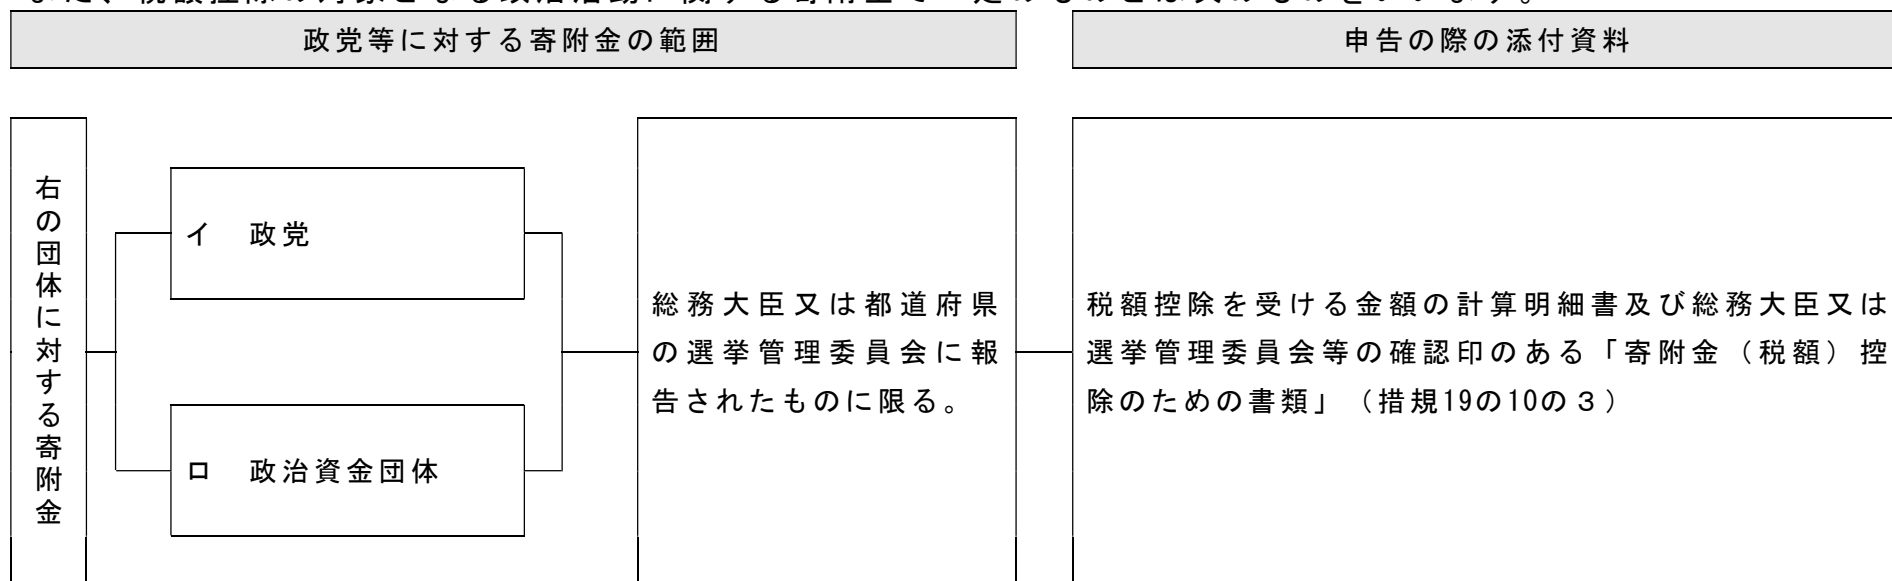 政党等に対する寄附金の範囲
申告の際の添付資料
右の団体に対する寄附金
イ 政党
ロ 政治資金団体
総務大臣又は都道府県
の選挙管理委員会に報
告されたものに限る。
税額控除を受ける金額の計算明細書及び総務大臣又は
選挙管理委員会等の確認印のある「寄附金（税額）控
除のための書類」（措規19の10の３）